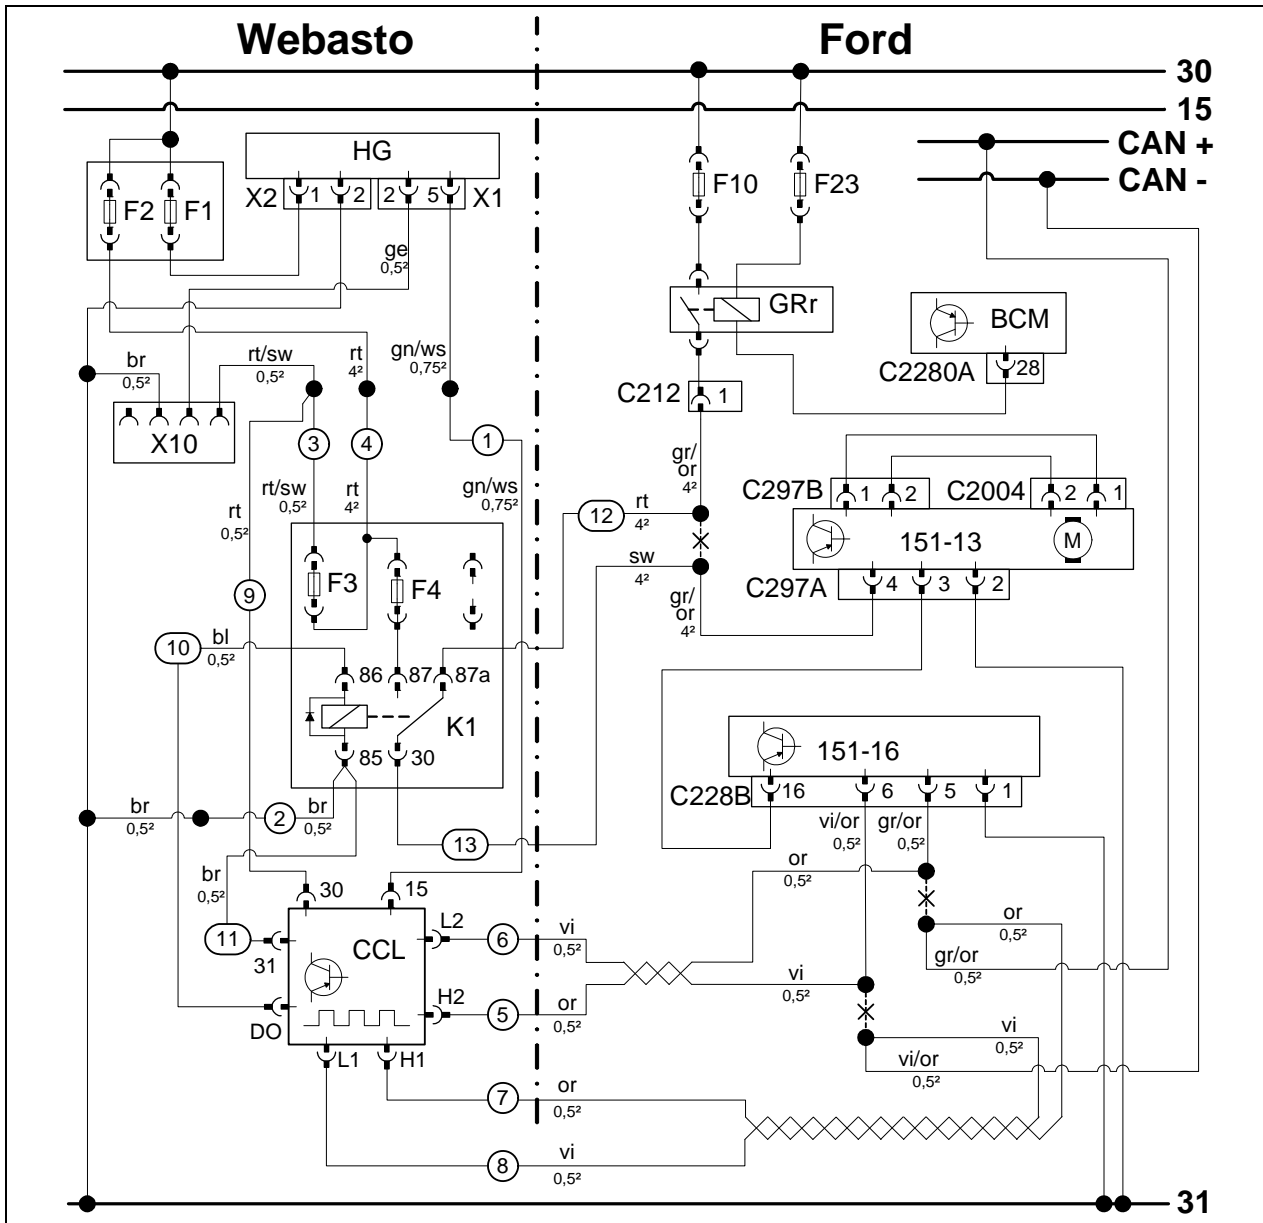 Webasto
Ford
30
15
CAN +
CAN -
HG
X2 1 2 2 5 X1
F2 F1
F10 F23
ge
0,5²
GRr
BCM
C2280A 28
br
0,5²
rt/sw
0,5²
rt
4²
gn/ws
0,75²
C212 1
X10
3 4 1
gr/
or
4²
rt
0,5²
rt/sw
0,5²
rt
4²
gn/ws
0,75²
C297B 1 2 C2004 2 1
12 rt
4²
151-13 M
F3 F4
sw
4²
C297A 4 3 2
9
gr/
or
4²
10 bl
0,5²
86 87 87a
K1
85 30
151-16
C228B 16 6 5 1
br
0,5²
2 br
0,5²
13
vi/or
0,5²
gr/or
0,5²
br
0,5²
or
0,5²
30 15
11
31
CCL
L2
6 vi
0,5²
or
0,5²
gr/or
0,5²
vi
0,5²
DO
H2
5 or
0,5²
L1 H1
vi
0,5²
vi/or
0,5²
7 or
0,5²
8 vi
0,5²
31